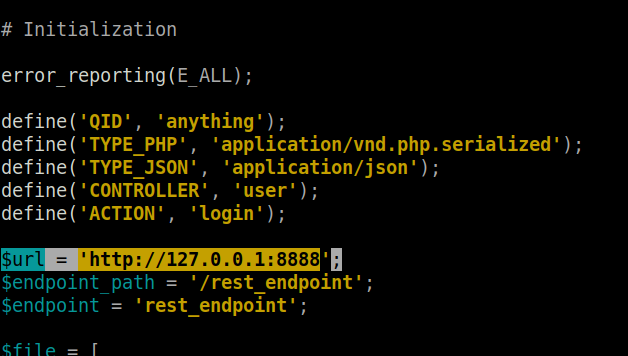 # Initialization
error_reporting(E_ALL);
define('QID', 'anything');
define('TYPE_PHP', 'application/vnd.php.serialized');
define('TYPE_JSON', 'application/json');
define('CONTROLLER', 'user');
define('ACTION', 'login');
$url = 'http://127.0.0.1:8888';
$endpoint_path = '/rest_endpoint';
$endpoint = 'rest_endpoint';
$file = [